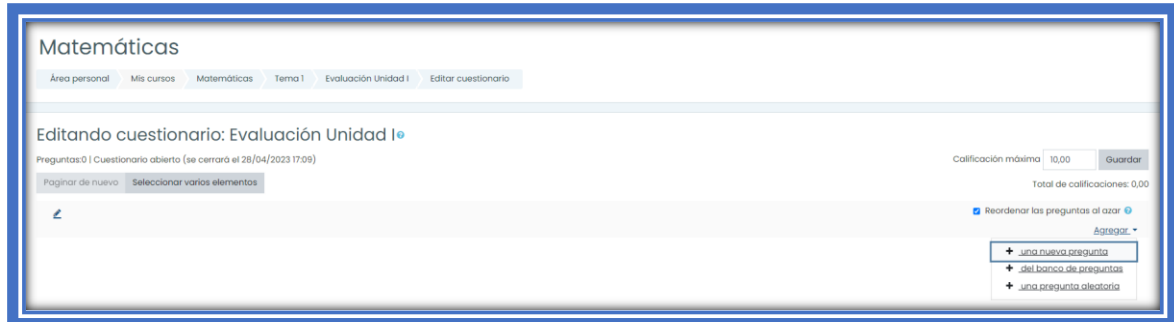 Matemáticas
Área personal Mis cursos Matemáticas Tema 1 Evaluación Unidad I Editar cuestionario
Editando cuestionario: Evaluación Unidad I
Preguntas:0 | Cuestionario abierto (se cerrará el 28/04/2023 17:09)
Calificación máxima 10,00 Guardar
Paginar de nuevo Seleccionar varios elementos
Total de calificaciones: 0,00
Reordenar las preguntas al azar
Agregar
+ una nueva pregunta
+ del banco de preguntas
+ una pregunta aleatoria